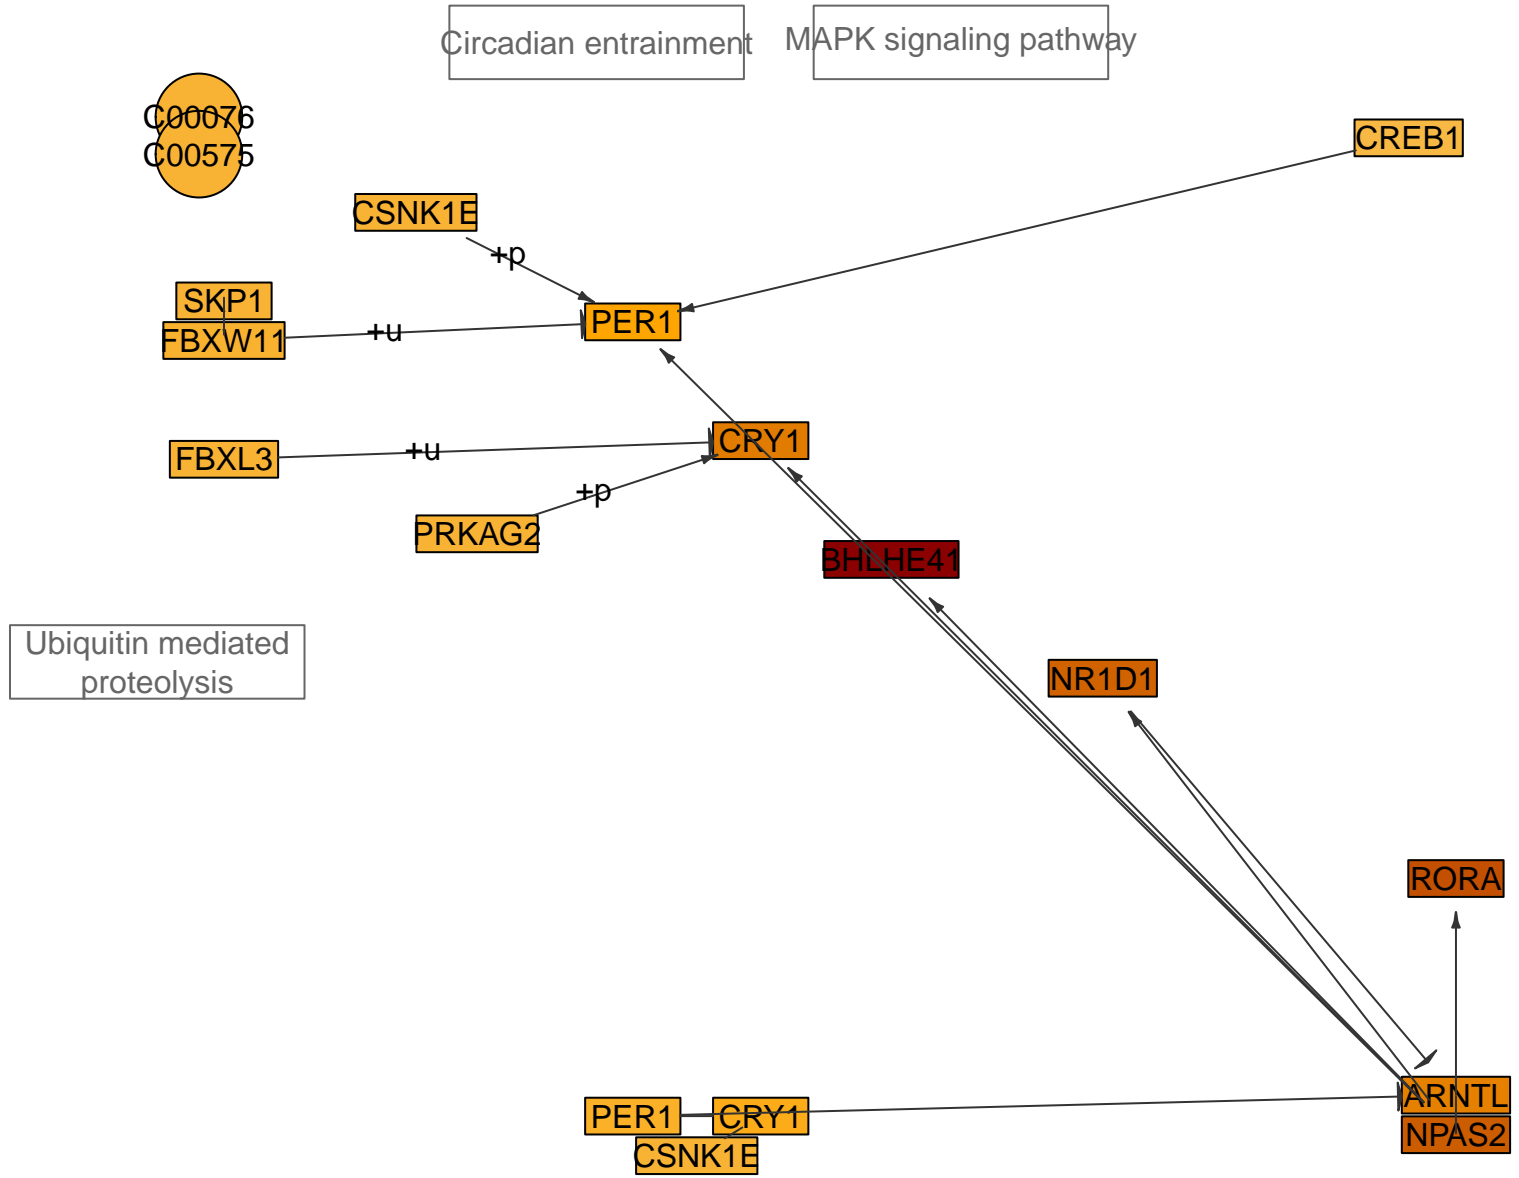 Circadian entrainment
MAPK signaling pathway
C00076
C00575
CREB1
CSNK1E
+p
SKP1
PER1
FBXW11
+u
CRY1
FBXL3
+u
+p
PRKAG2
BHLHE41
Ubiquitin mediated
proteolysis
NR1D1
RORA
ARNTL
PER1
CRY1
NPAS2
CSNK1E